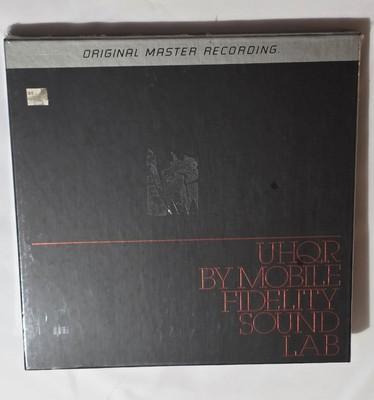 ORIGINAL MASTER RECORDING
UHQR
BY MOBILE
FIDELITY
SOUND
LAB